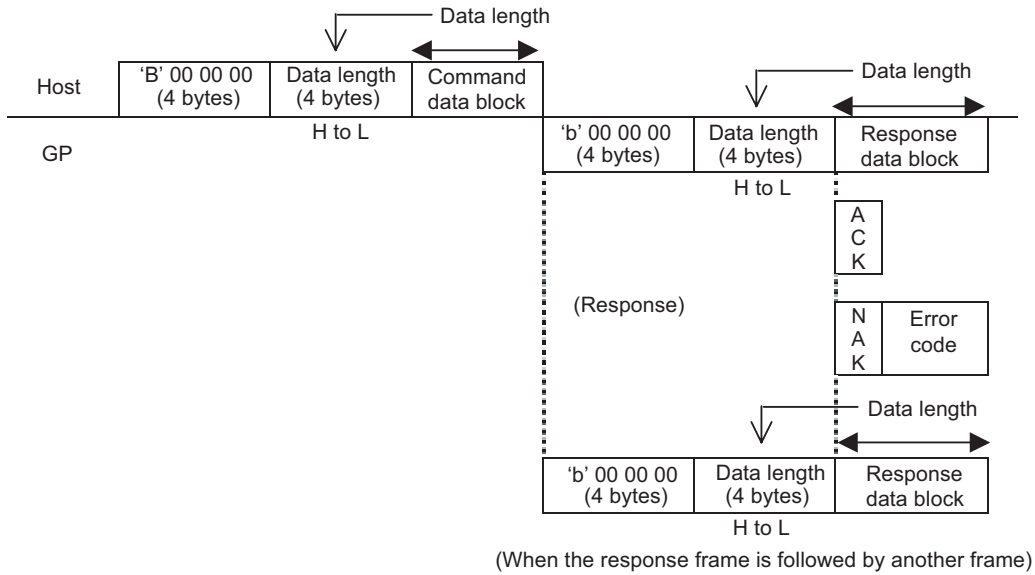 Data length
Host
‘B’ 00 00 00
(4 bytes)
Data length
(4 bytes)
Command
data block
H to L
Data length
GP
‘b’ 00 00 00
(4 bytes)
Data length
(4 bytes)
Response
data block
H to L
A
C
K
(Response)
N
A
K
Error
code
Data length
‘b’ 00 00 00
(4 bytes)
Data length
(4 bytes)
Response
data block
H to L
(When the response frame is followed by another frame)